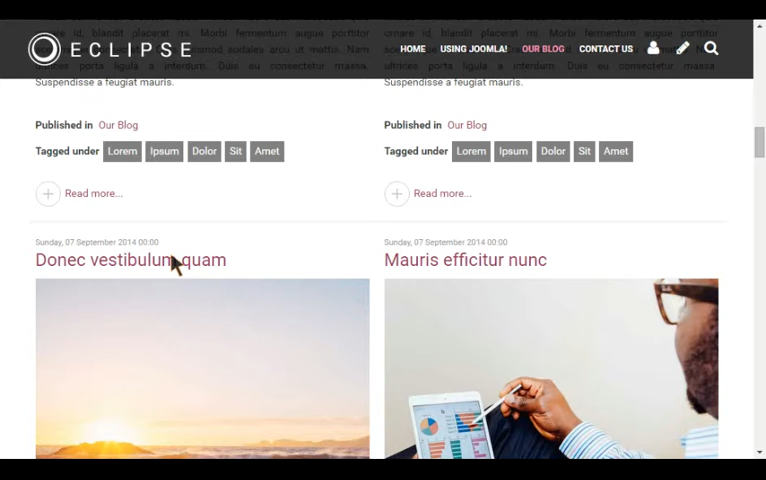 ECLIPSE
HOME USING JOOMLA! OUR BLOG CONTACT US
Suspendisse a feugiat mauris.
Published in Our Blog
Tagged under Lorem Ipsum Dolor Sit Amet
Read more...
Sunday, 07 September 2014 00:00
Donec vestibulum quam
Suspendisse a feugiat mauris.
Published in Our Blog
Tagged under Lorem Ipsum Dolor Sit Amet
Read more...
Sunday, 07 September 2014 00:00
Mauris efficitur nunc